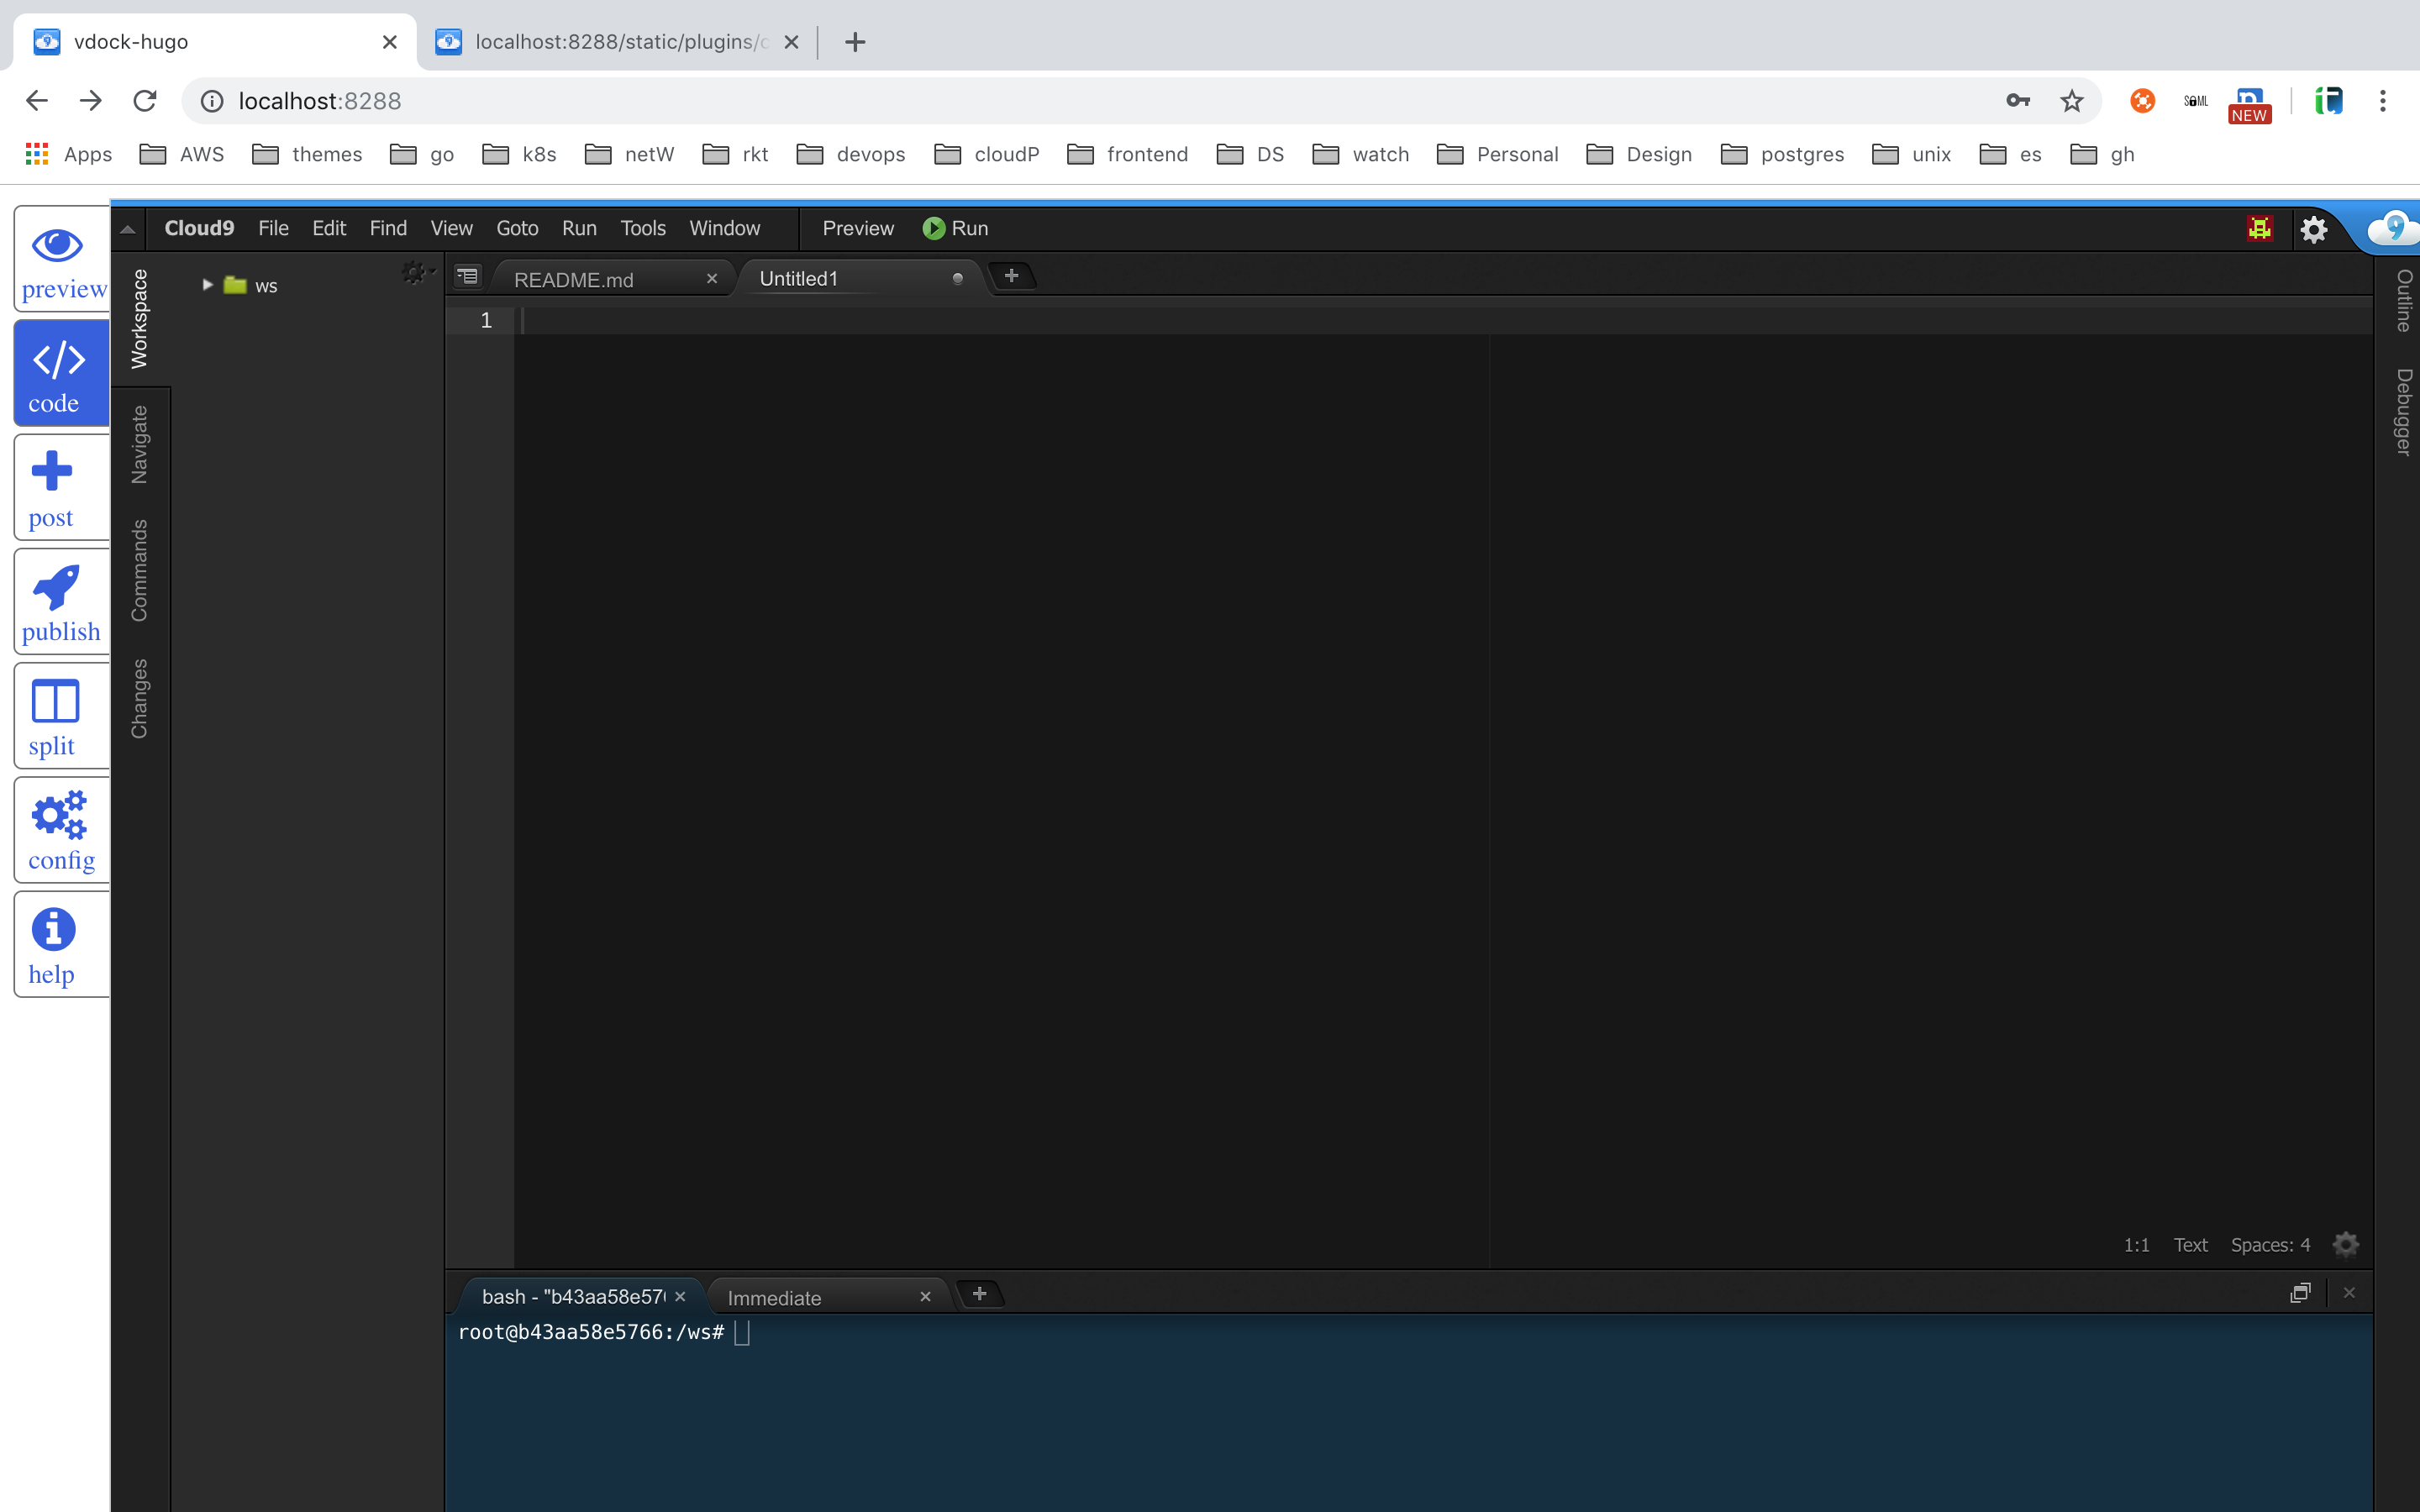 vdock-hugo
localhost:8288/static/plugins/
localhost:8288
SAML
NEW
Apps AWS themes go k8s netW rkt devops cloudP frontend DS watch Personal Design postgres unix es gh
preview
code
post
publish
split
config
help
Cloud9 File Edit Find View Goto Run Tools Window Preview Run
Workspace
Navigate
Commands
Changes
ws
README.md
Untitled1
1
Outline
Debugger
1:1 Text Spaces: 4
bash - "b43aa58e57
Immediate
root@b43aa58e5766:/ws#